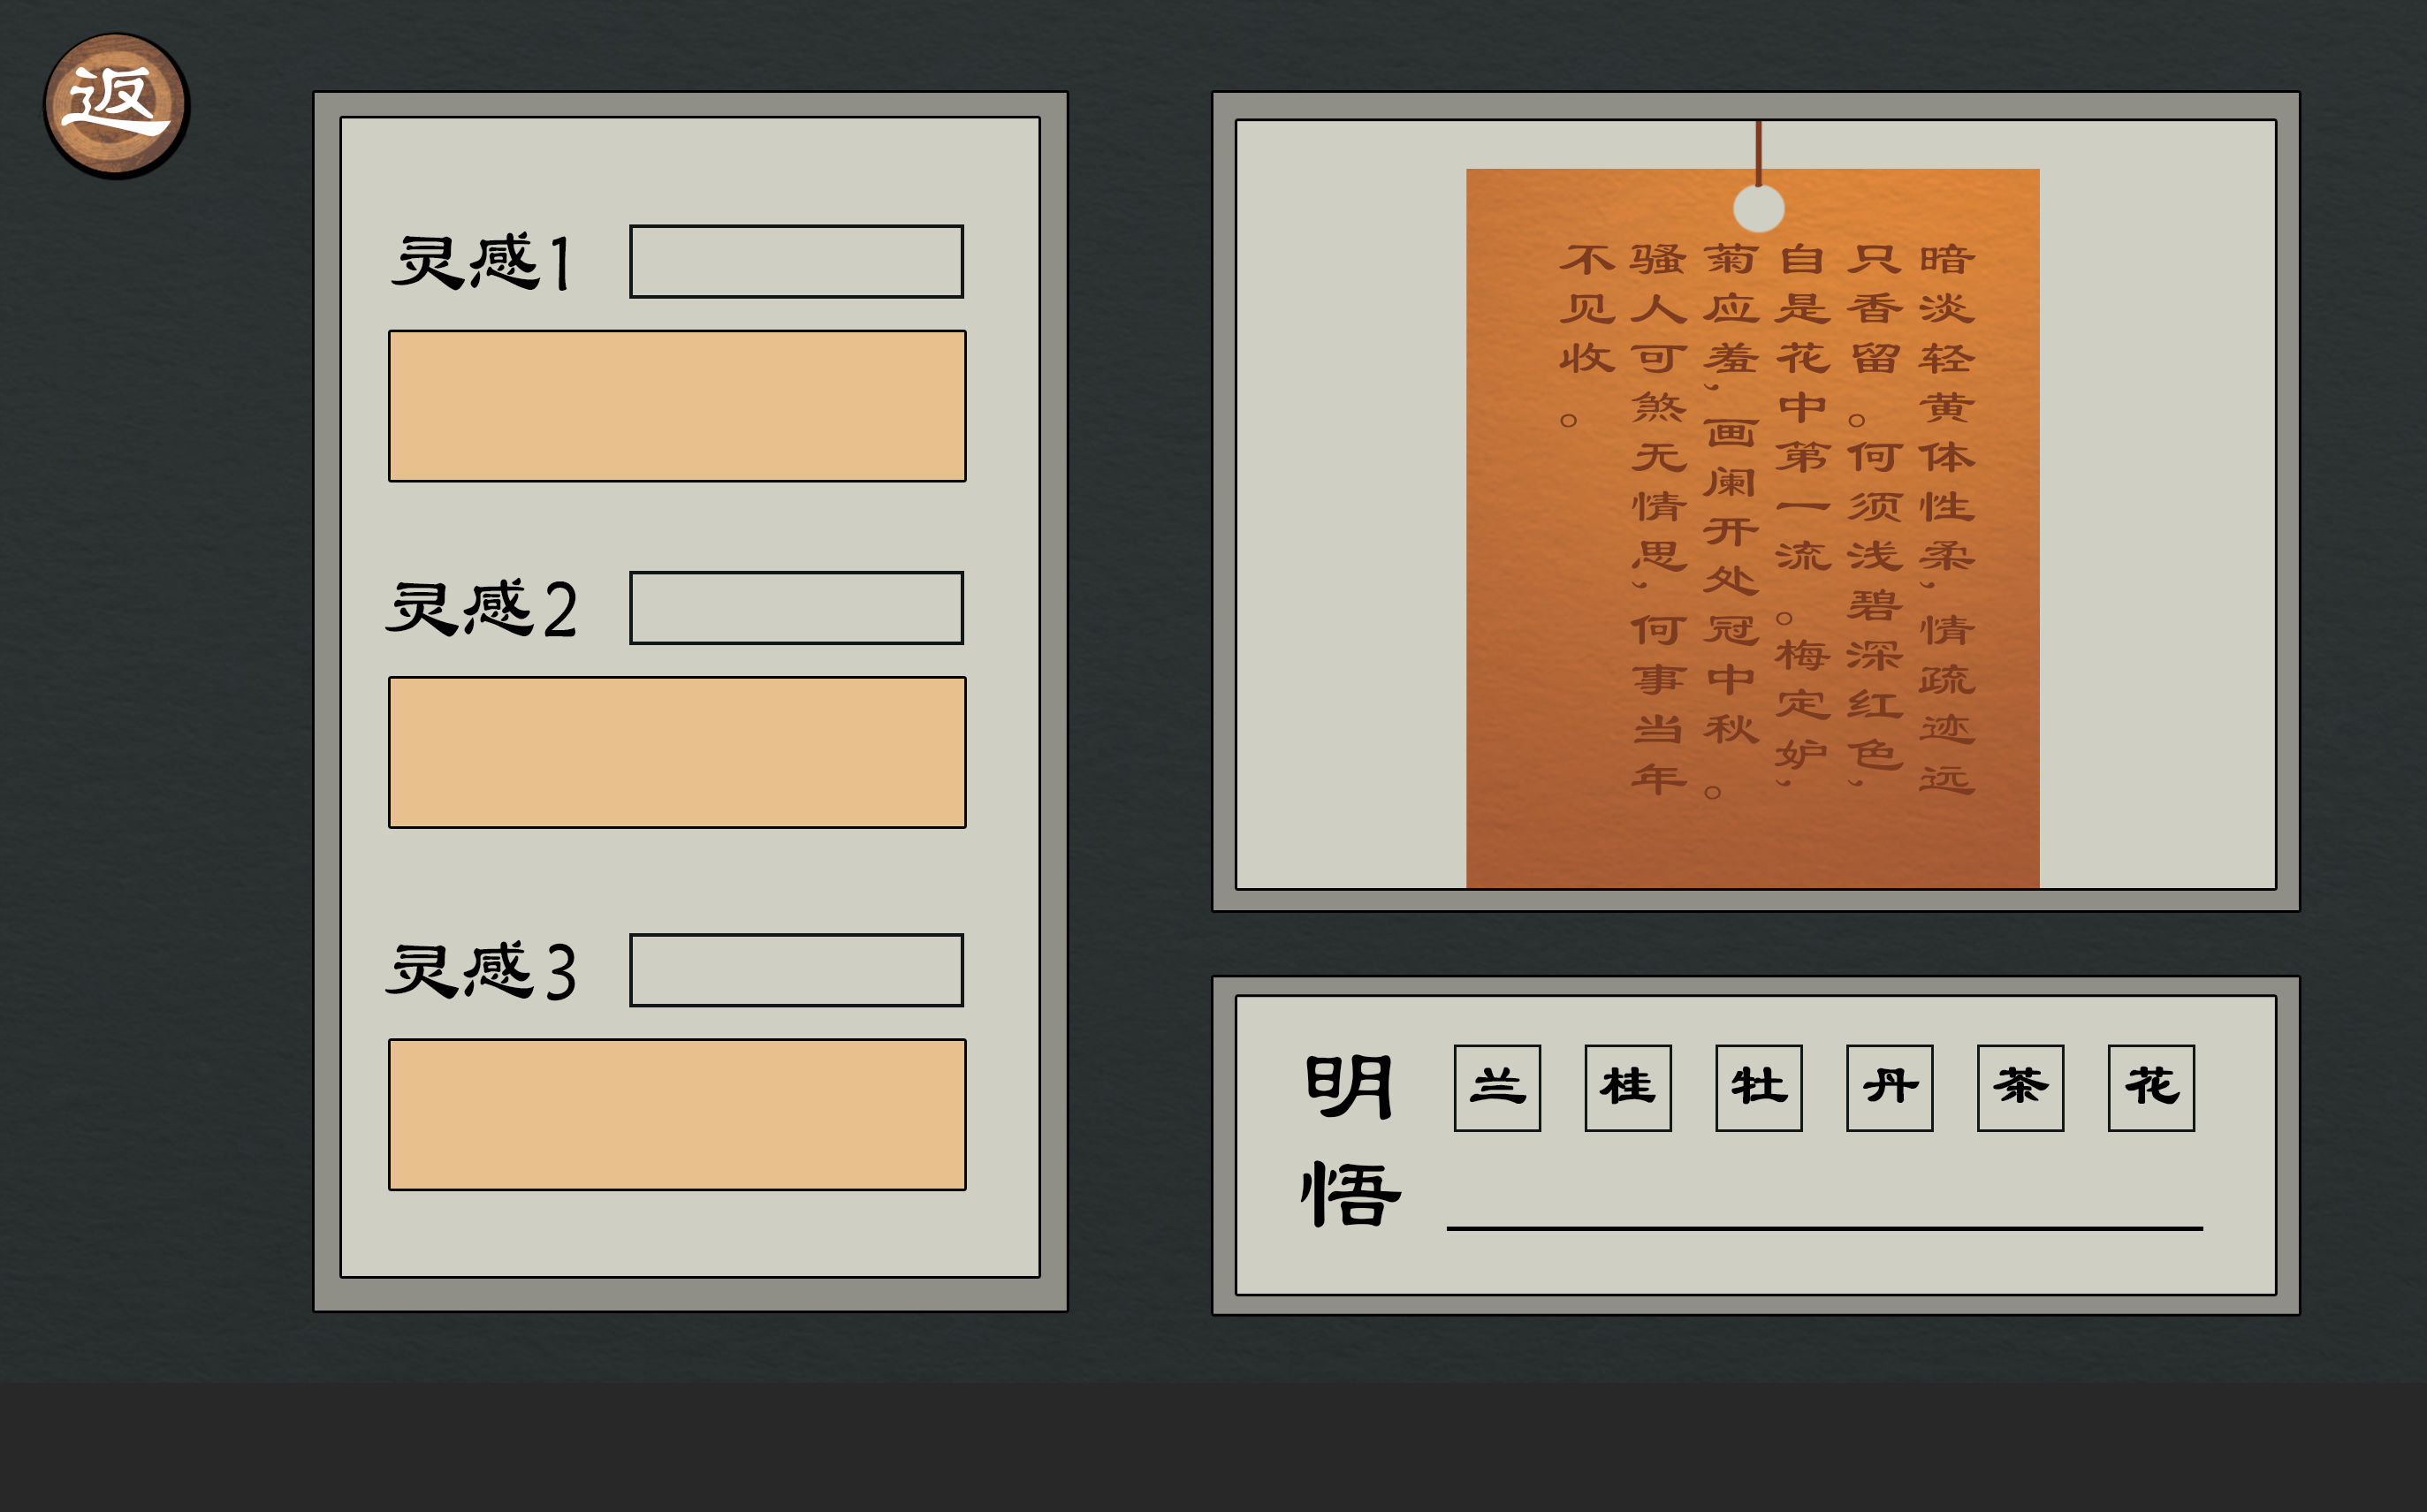 返
灵感1
灵感2
灵感3
暗淡轻黄体性柔,情疏迹远
只香留。何须浅碧深红色,
自是花中第一流。梅定妒,
菊应羞,画阑开处冠中秋。
骚人可煞无情思,何事当年
不见收。
明悟
兰 桂 牡 丹 茶 花